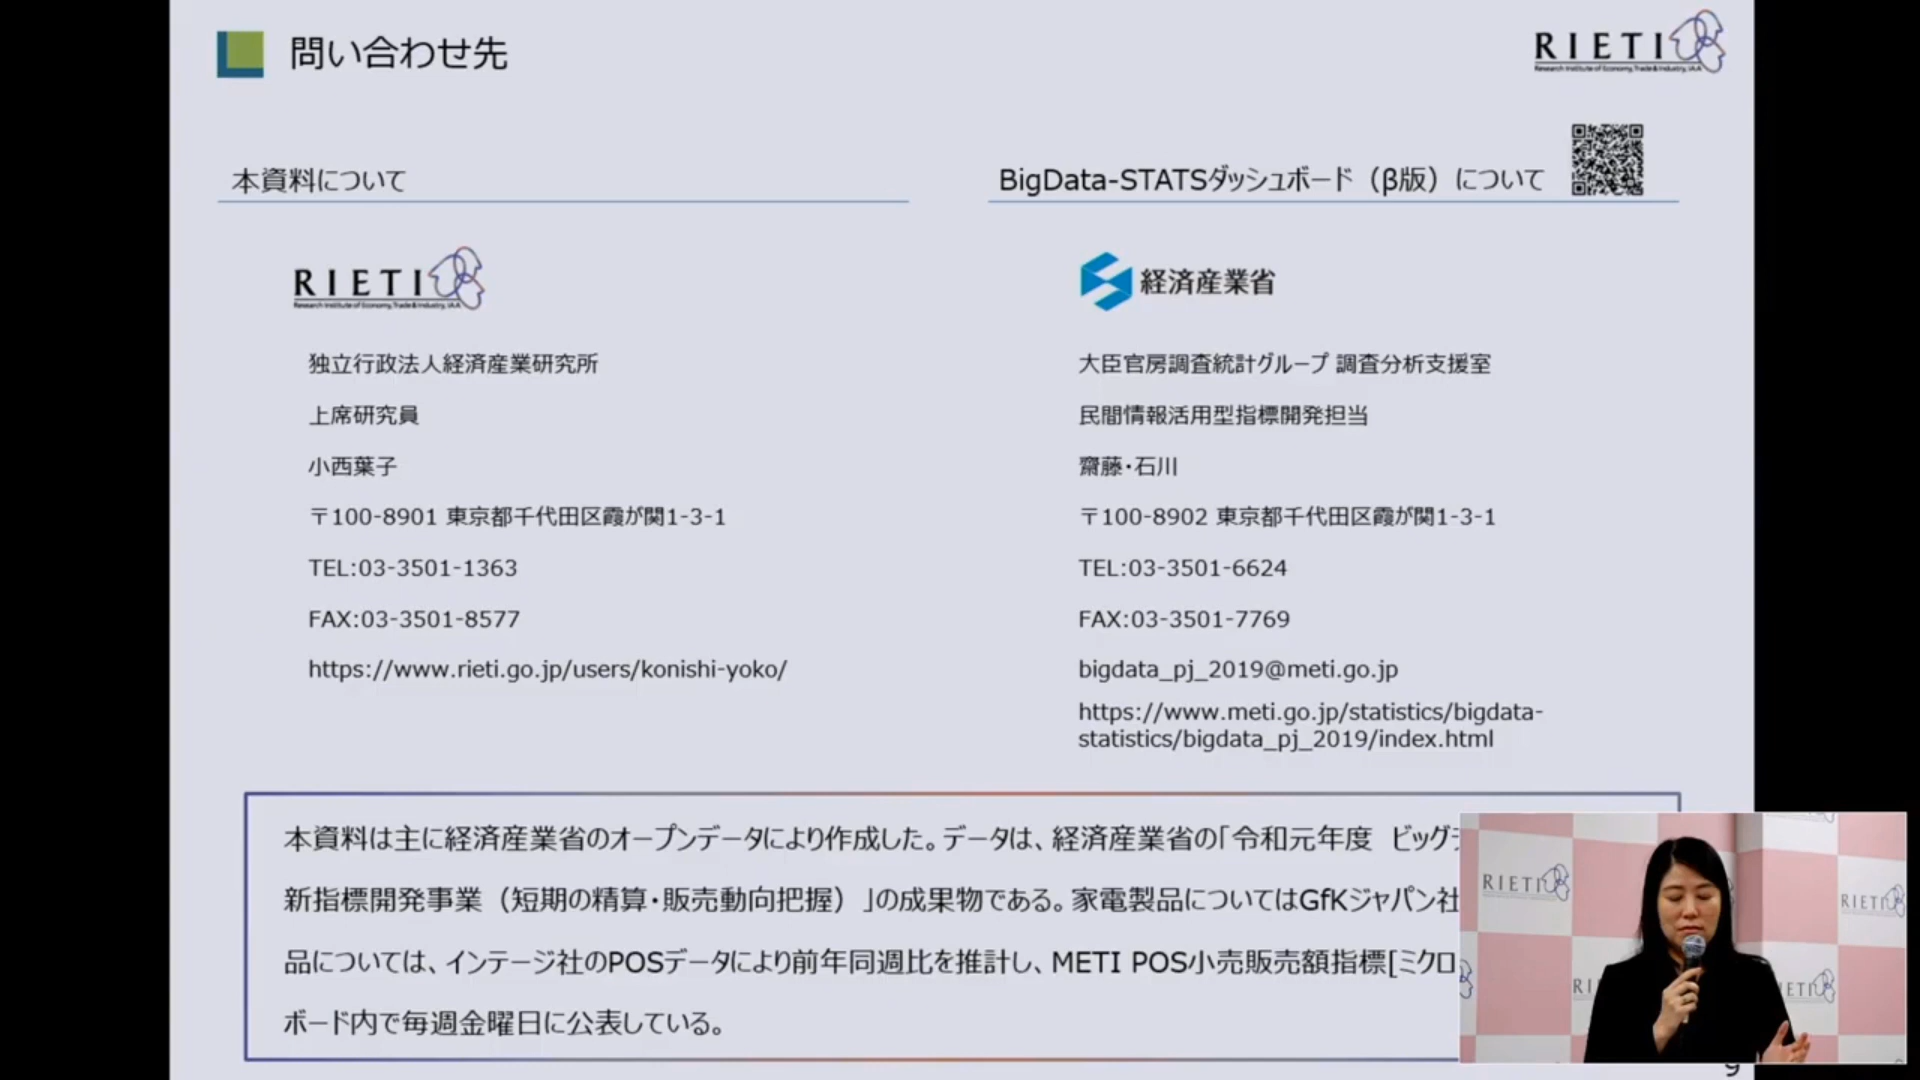 問い合わせ先
RIETI
Research Institute of Economy, Trade & Industry, IAA
本資料について
BigData-STATSダッシュボード（β版）について
RIETI
Research Institute of Economy, Trade & Industry, IAA
経済産業省
独立行政法人経済産業研究所
上席研究員
小西葉子
〒100-8901 東京都千代田区霞が関1-3-1
TEL:03-3501-1363
FAX:03-3501-8577
https://www.rieti.go.jp/users/konishi-yoko/
大臣官房調査統計グループ 調査分析支援室
民間情報活用型指標開発担当
齋藤・石川
〒100-8902 東京都千代田区霞が関1-3-1
TEL:03-3501-6624
FAX:03-3501-7769
bigdata_pj_2019@meti.go.jp
https://www.meti.go.jp/statistics/bigdata-
statistics/bigdata_pj_2019/index.html
本資料は主に経済産業省のオープンデータにより作成した。データは、経済産業省の「令和元年度 ビッグ
新指標開発事業（短期の精算・販売動向把握）」の成果物である。家電製品についてはGfKジャパン社
品については、インテージ社のPOSデータにより前年同週比を推計し、METI POS小売販売額指標[ミクロ
ボード内で毎週金曜日に公表している。
RIETI
RIETI
9